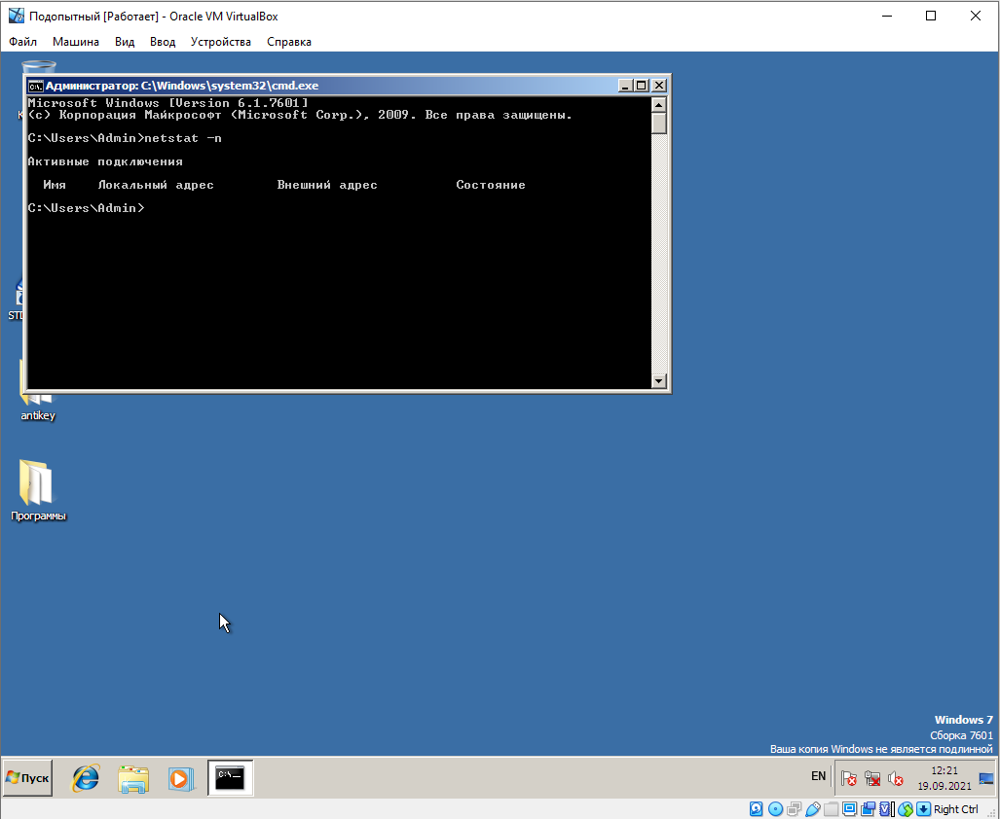 Подопытный [Работает] - Oracle VM VirtualBox
Файл Машина Вид Ввод Устройства Справка
Администратор: C:\Windows\system32\cmd.exe
Microsoft Windows [Version 6.1.7601]
(c) Корпорация Майкрософт (Microsoft Corp.), 2009. Все права защищены.
C:\Users\Admin>netstat -n
Активные подключения
Имя Локальный адрес Внешний адрес Состояние
C:\Users\Admin>
antikey
Программы
Windows 7
Сборка 7601
Ваша копия Windows не является подлинной
Пуск
C:\
EN
12:21
19.09.2021
Right Ctrl